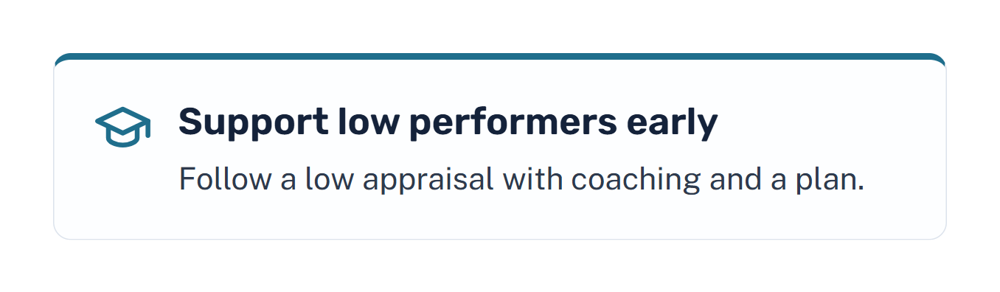 Support low performers early
Follow a low appraisal with coaching and a plan.